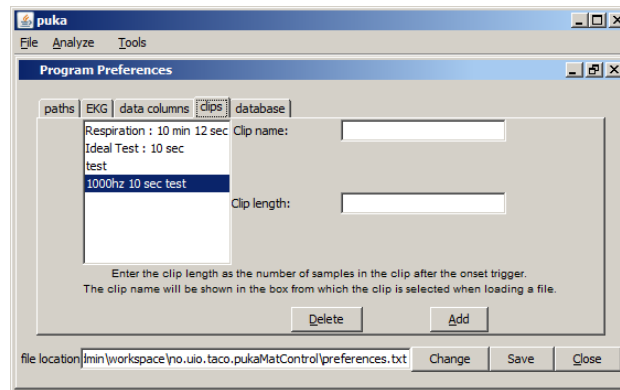 puka
File Analyze Tools
Program Preferences
paths EKG data columns clips database
Respiration : 10 min 12 sec Clip name:
Ideal Test : 10 sec
test
1000hz 10 sec test
Clip length:
Enter the clip length as the number of samples in the clip after the onset trigger.
The clip name will be shown in the box from which the clip is selected when loading a file.
Delete Add
file location lmin\workspace\no.uio.taco.pukaMatControl\preferences.txt Change Save Close